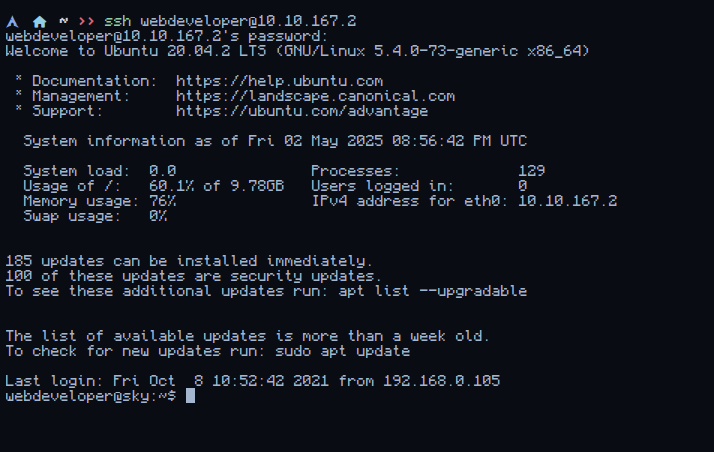 ~ >> ssh webdeveloper@10.10.167.2
webdeveloper@10.10.167.2's password:
Welcome to Ubuntu 20.04.2 LTS (GNU/Linux 5.4.0-73-generic x86_64)
* Documentation:  https://help.ubuntu.com
* Management:     https://landscape.canonical.com
* Support:        https://ubuntu.com/advantage
System information as of Fri 02 May 2025 08:56:42 PM UTC
System load:  0.0                Processes:             129
Usage of /:   60.1% of 9.78GB   Users logged in:       0
Memory usage: 76%                IPv4 address for eth0: 10.10.167.2
Swap usage:   0%
185 updates can be installed immediately.
100 of these updates are security updates.
To see these additional updates run: apt list --upgradable
The list of available updates is more than a week old.
To check for new updates run: sudo apt update
Last login: Fri Oct  8 10:52:42 2021 from 192.168.0.105
webdeveloper@sky:~$